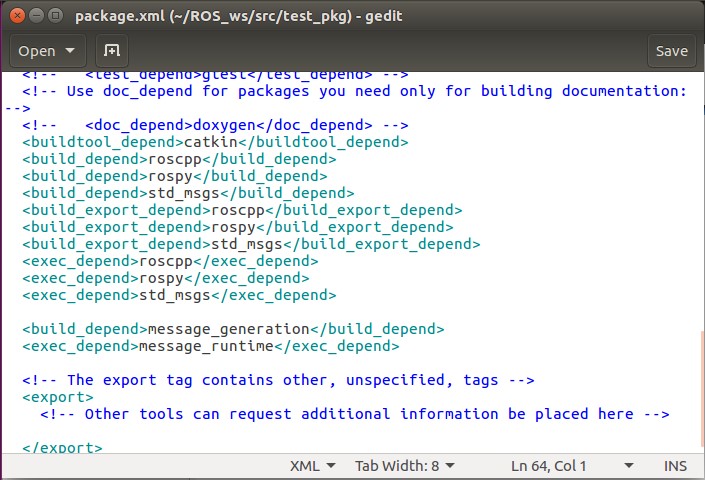 package.xml (~/ROS_ws/src/test_pkg) - gedit
Open
Save
<!--   <test_depend>gtest</test_depend> -->
<!-- Use doc_depend for packages you need only for building documentation:
-->
<!--   <doc_depend>doxygen</doc_depend> -->
<buildtool_depend>catkin</buildtool_depend>
<build_depend>roscpp</build_depend>
<build_depend>rospy</build_depend>
<build_depend>std_msgs</build_depend>
<build_export_depend>roscpp</build_export_depend>
<build_export_depend>rospy</build_export_depend>
<build_export_depend>std_msgs</build_export_depend>
<exec_depend>roscpp</exec_depend>
<exec_depend>rospy</exec_depend>
<exec_depend>std_msgs</exec_depend>
<build_depend>message_generation</build_depend>
<exec_depend>message_runtime</exec_depend>
<!-- The export tag contains other, unspecified, tags -->
<export>
<!-- Other tools can request additional information be placed here -->
</export>
XML Tab Width: 8 Ln 64, Col 1 INS